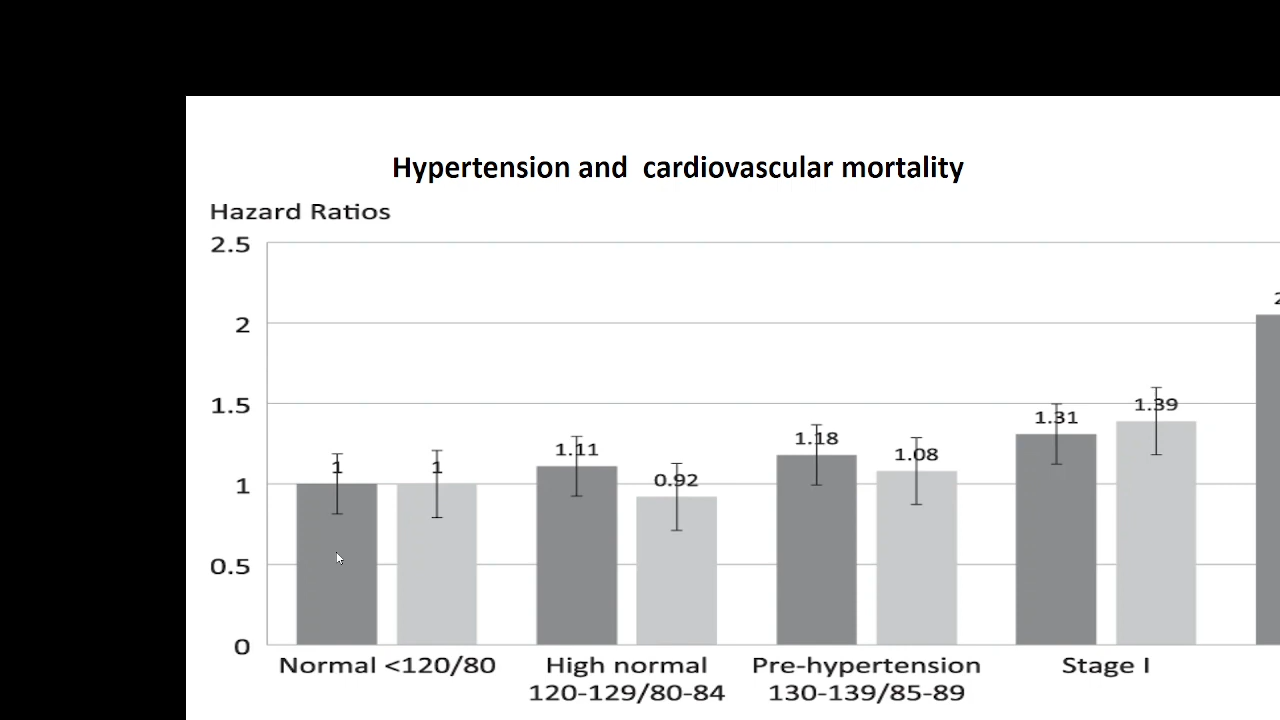 Hypertension and cardiovascular mortality
Hazard Ratios
2.5
2
1.5
1
0.5
0
1
1
1.11
0.92
1.18
1.08
1.31
1.39
Normal <120/80
High normal
120-129/80-84
Pre-hypertension
130-139/85-89
Stage I